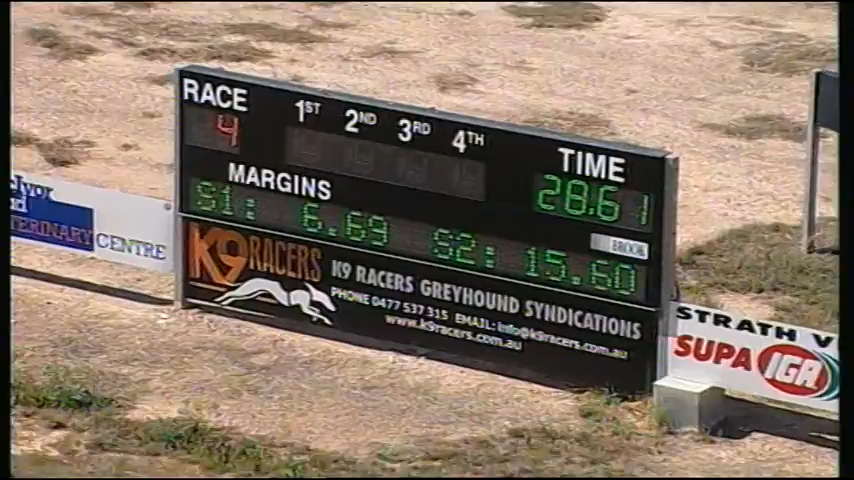 RACE 1ST 2ND 3RD 4TH TIME
4 28.61
MARGINS
S1: 6.69 S2: 15.60
K9 RACERS
K9 RACERS GREYHOUND SYNDICATIONS
PHONE 0477 537 315 EMAIL: info@k9racers.com.au
www.k9racers.com.au
CENTRE
STRATH V
SUPA IGA